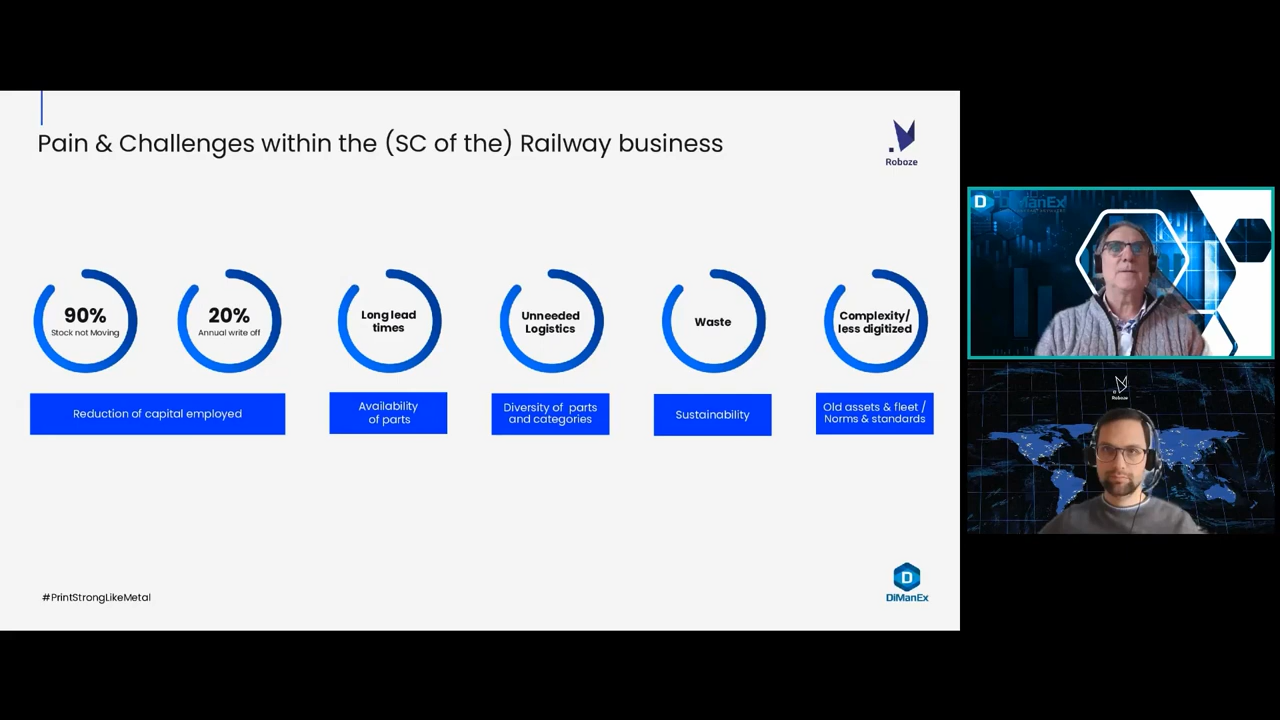 Pain & Challenges within the (SC of the) Railway business
Roboze
90%
Stock not Moving
20%
Annual write off
Long lead
times
Unneeded
Logistics
Waste
Complexity/
less digitized
Reduction of capital employed
Availability
of parts
Diversity of parts
and categories
Sustainability
Old assets & fleet /
Norms & standards
#PrintStrongLikeMetal
D
DiManEx
D
DiManEx
Roboze